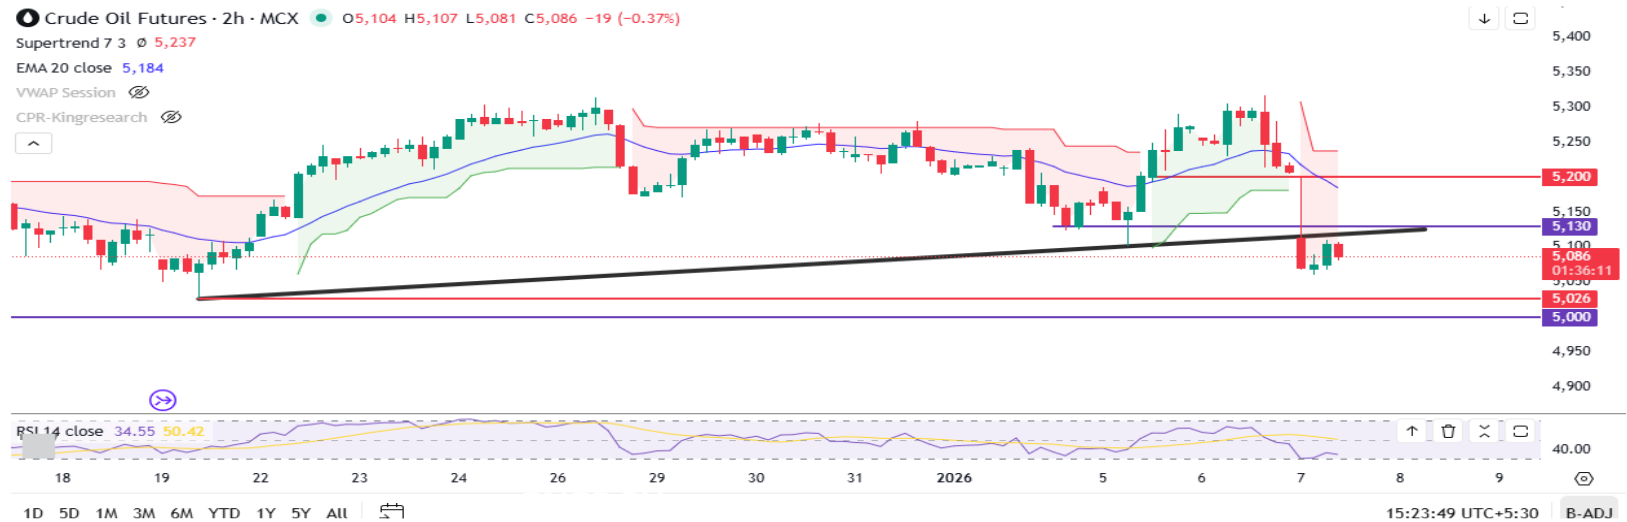 Crude Oil Futures · 2h · MCX O5,104 H5,107 L5,081 C5,086 −19 (−0.37%)
Supertrend 7 3 Ø 5,237
EMA 20 close 5,184
VWAP Session
CPR-Kingresearch
5,400
5,350
5,300
5,250
5,200
5,150
5,130
5,100
5,086
01:36:11
5,050
5,026
5,000
4,950
4,900
RSI 14 close 34.55 50.42
40.00
18 19 22 23 24 26 29 30 31 2026 5 6 7 8 9
1D 5D 1M 3M 6M YTD 1Y 5Y All 15:23:49 UTC+5:30 B-ADJ